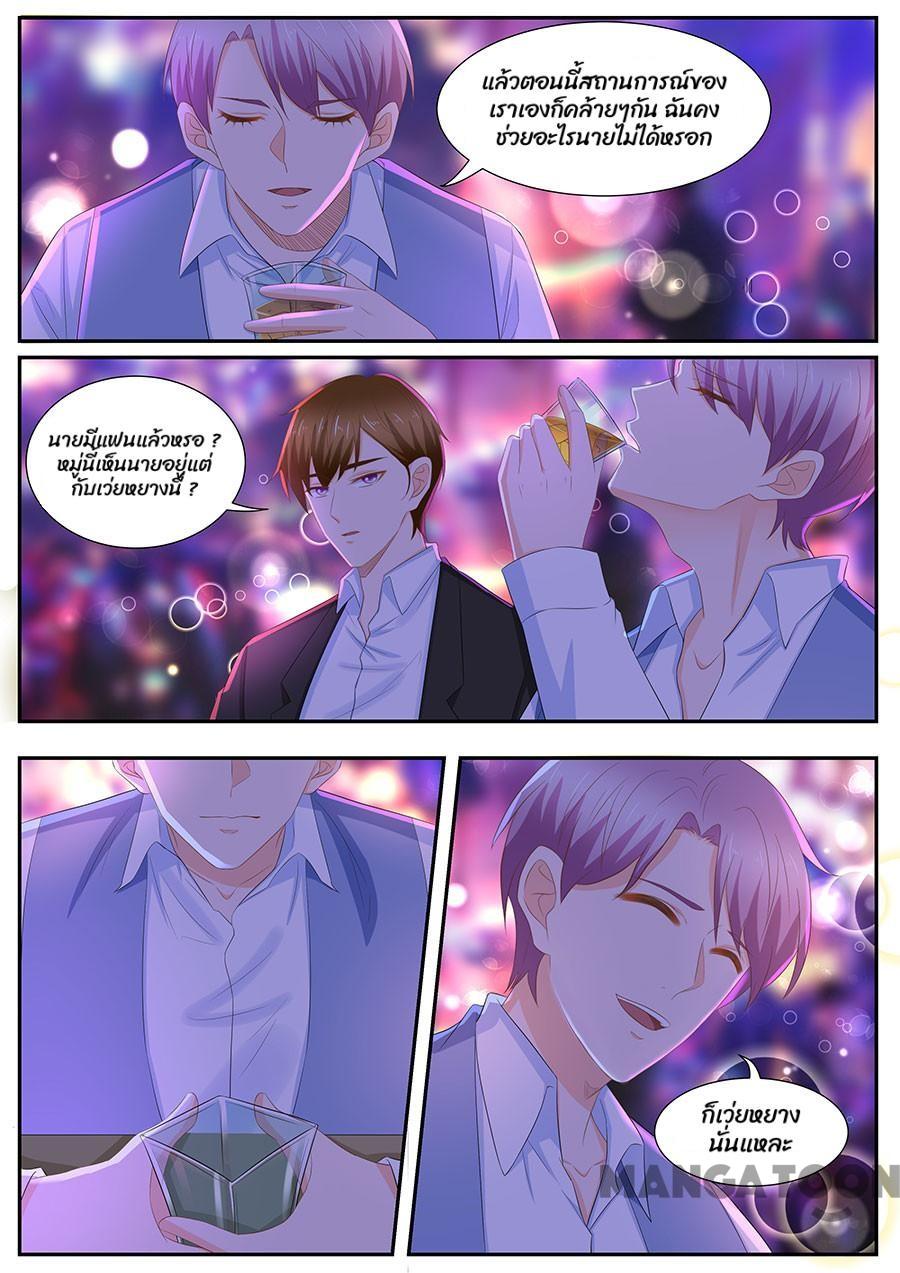 แล้วตอนนี้สถานการณ์ของ
เราเองก็คล้ายๆกัน ฉันคง
ช่วยอะไรนายไม่ได้หรอก
นายมีแฟนแล้วหรอ ?
หมู่นี้เห็นนายอยู่แต่
กับเว่ยหยางนี่ ?
ก็เว่ยหยาง
นั่นแหละ
MANGATOON